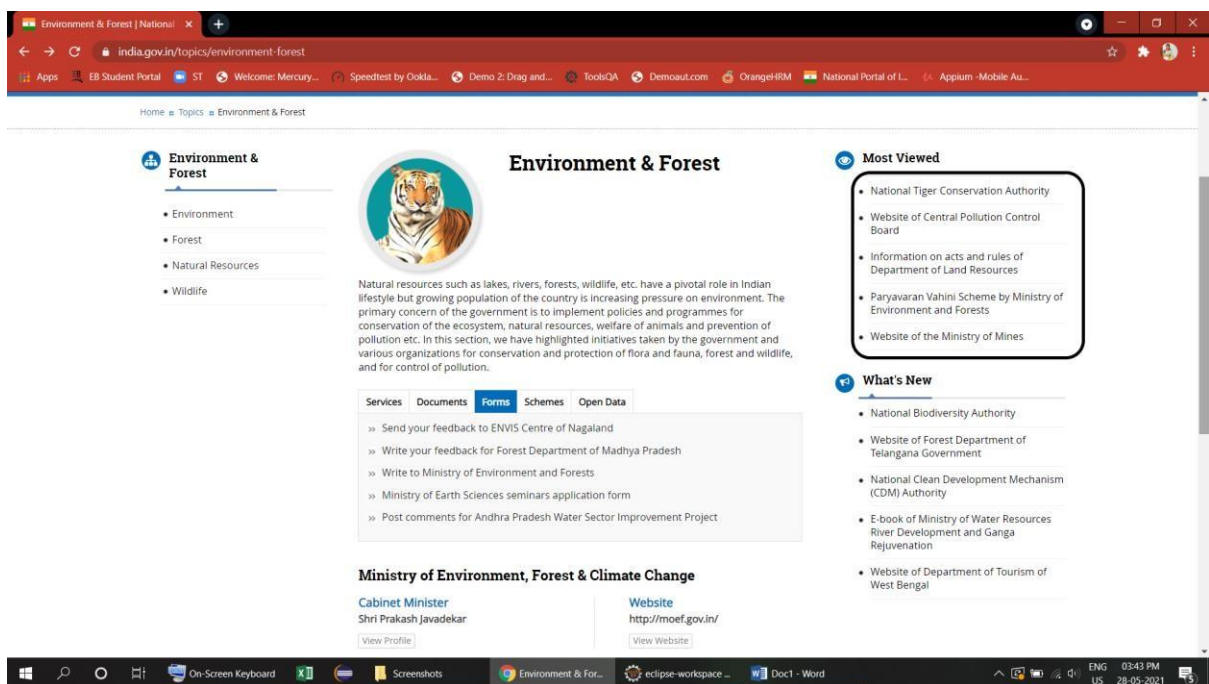 Environment & Forest | National
india.gov.in/topics/environment-forest
Apps EB Student Portal ST Welcome: Mercury... Speedtest by Ookla... Demo 2: Drag and... ToolsQA Demoaut.com OrangeHRM National Portal of I... Appium -Mobile Au...
Home Topics Environment & Forest
Environment &
Forest
Environment
Forest
Natural Resources
Wildlife
Environment & Forest
Natural resources such as lakes, rivers, forests, wildlife, etc. have a pivotal role in Indian
lifestyle but growing population of the country is increasing pressure on environment. The
primary concern of the government is to implement policies and programmes for
conservation of the ecosystem, natural resources, welfare of animals and prevention of
pollution etc. In this section, we have highlighted initiatives taken by the government and
various organizations for conservation and protection of flora and fauna, forest and wildlife,
and for control of pollution.
Services Documents Forms Schemes Open Data
» Send your feedback to ENVIS Centre of Nagaland
» Write your feedback for Forest Department of Madhya Pradesh
» Write to Ministry of Environment and Forests
» Ministry of Earth Sciences seminars application form
» Post comments for Andhra Pradesh Water Sector Improvement Project
Ministry of Environment, Forest & Climate Change
Cabinet Minister
Shri Prakash Javadekar
View Profile
Website
http://moef.gov.in/
View Website
Most Viewed
National Tiger Conservation Authority
Website of Central Pollution Control
Board
Information on acts and rules of
Department of Land Resources
Paryavaran Vahini Scheme by Ministry of
Environment and Forests
Website of the Ministry of Mines
What's New
National Biodiversity Authority
Website of Forest Department of
Telangana Government
National Clean Development Mechanism
(CDM) Authority
E-book of Ministry of Water Resources
River Development and Ganga
Rejuvenation
Website of Department of Tourism of
West Bengal
On-Screen Keyboard Screenshots Environment & For... eclipse-workspace ... Doc1 - Word
ENG 03:43 PM
US 28-05-2021 5